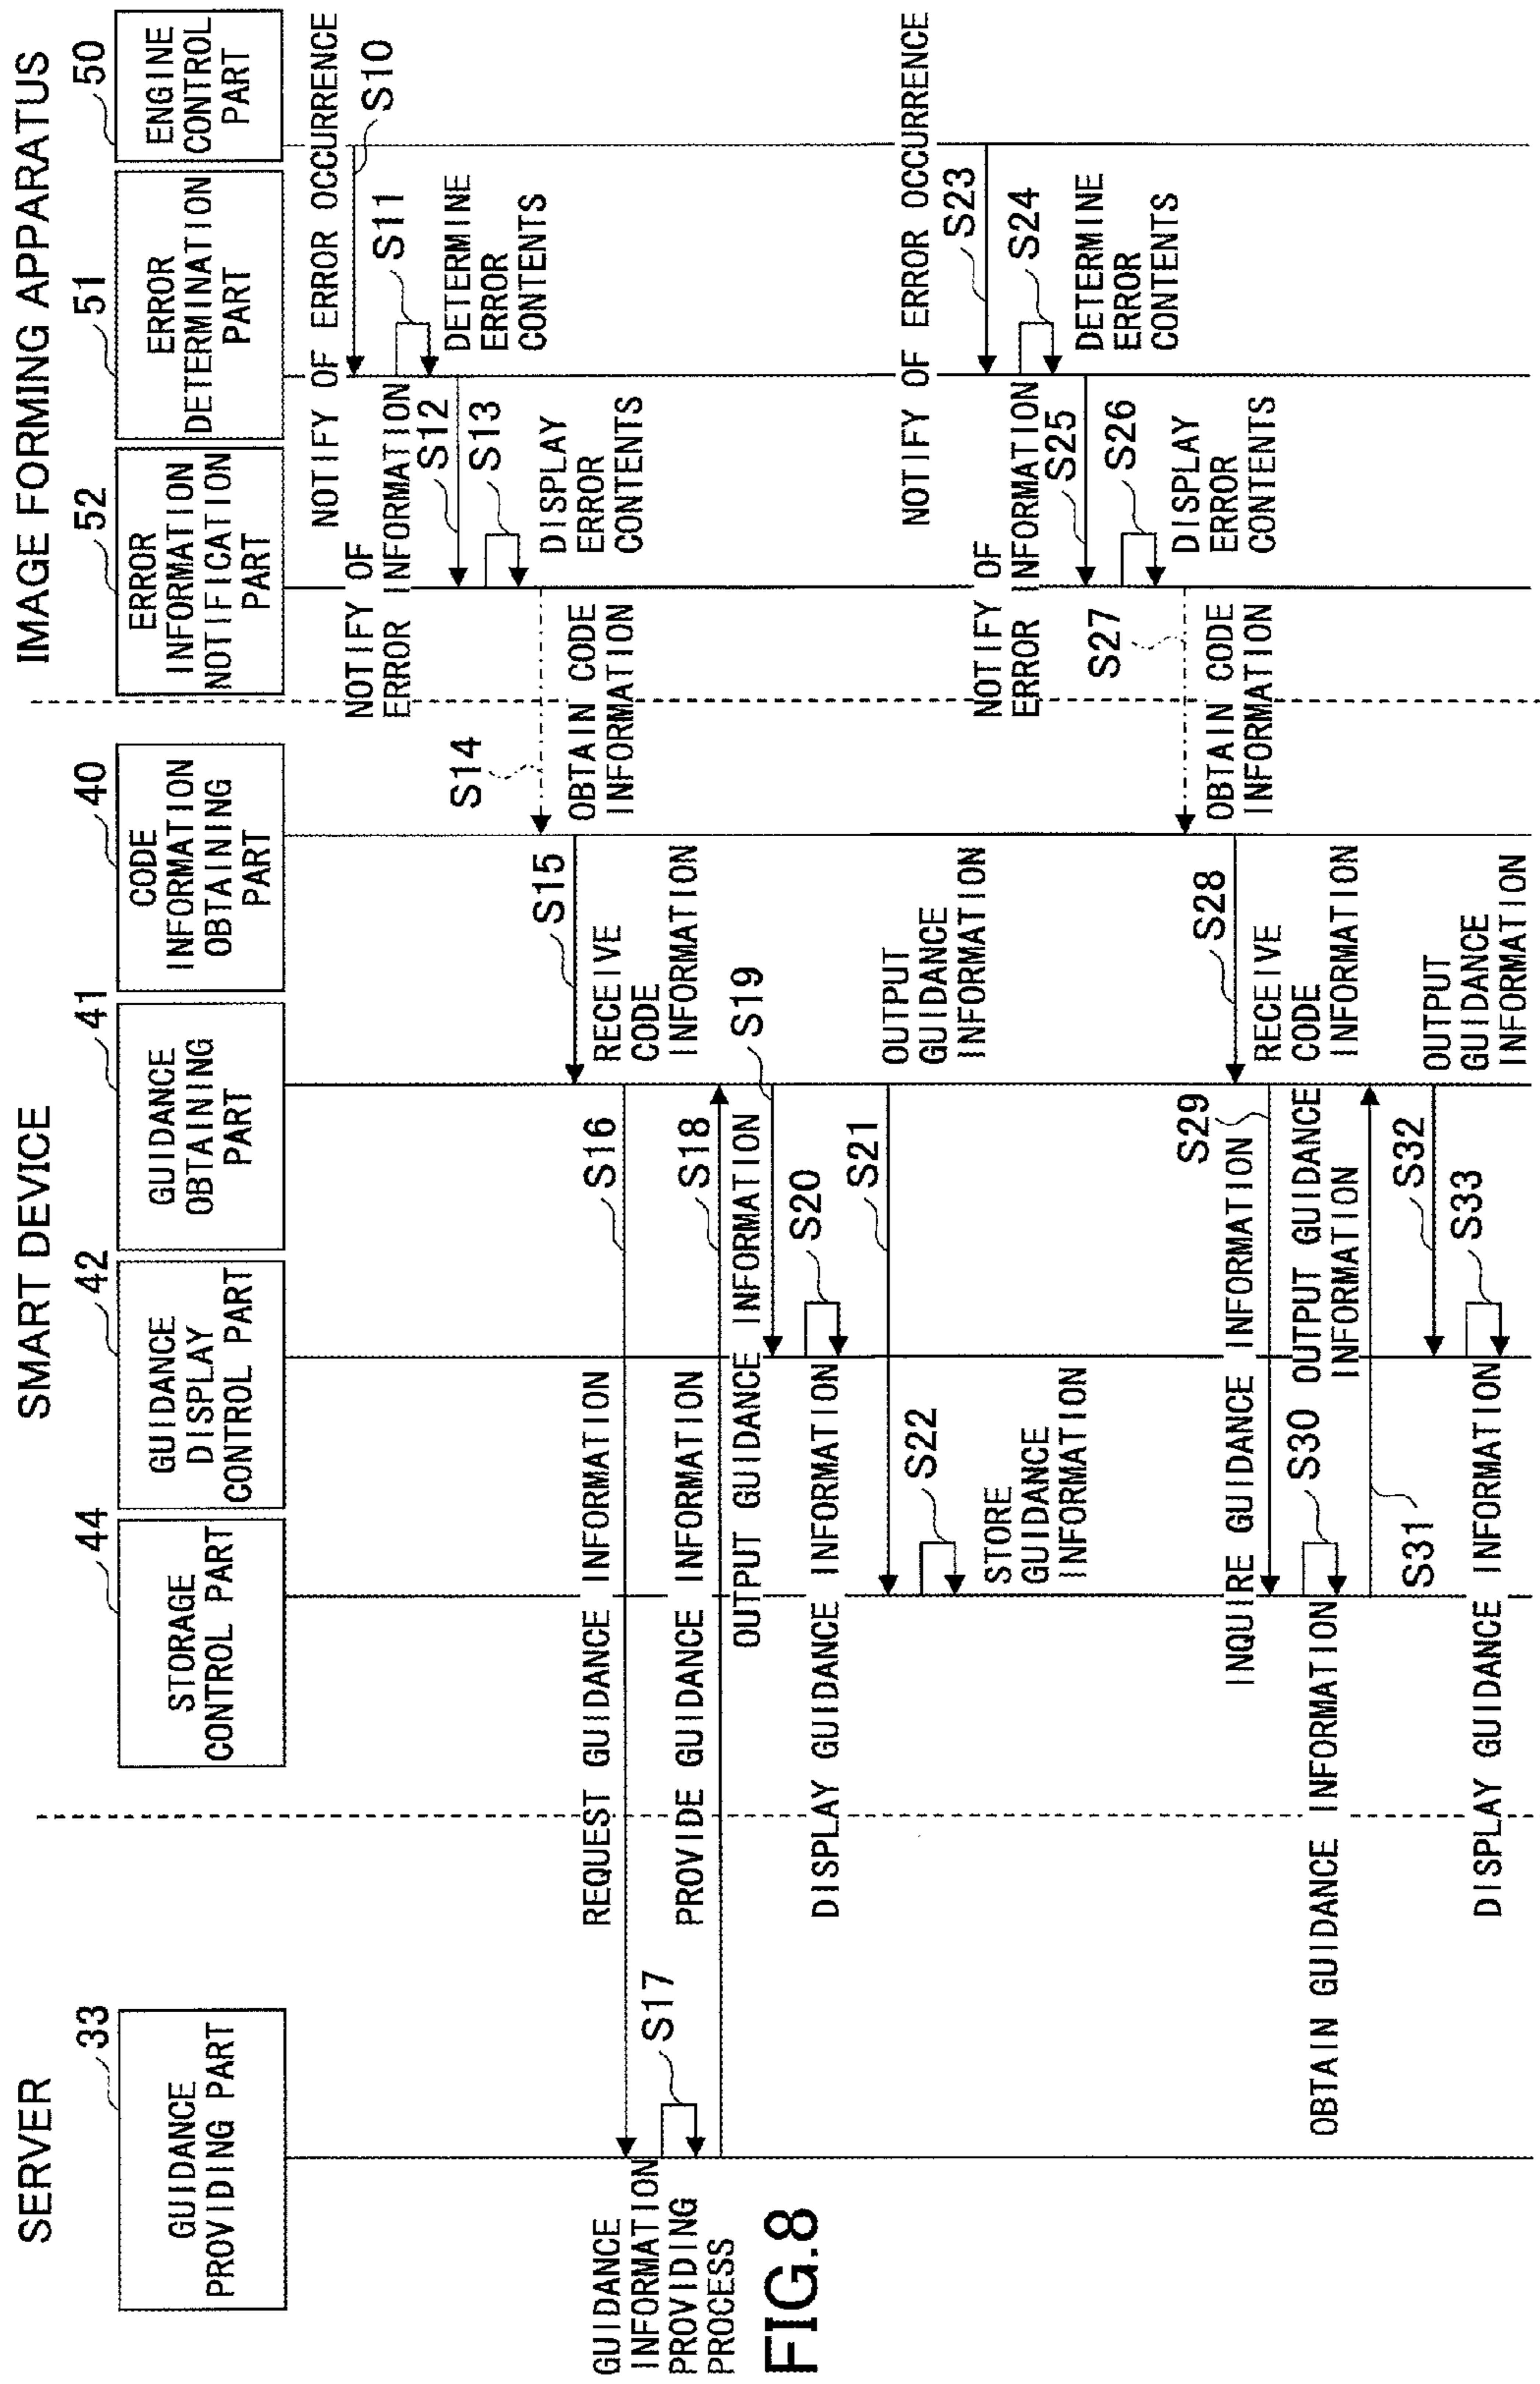 SERVER
SMART DEVICE
IMAGE FORMING APPARATUS
33
44
42
41
40
52
51
50
GUIDANCE
PROVIDING PART
STORAGE
CONTROL PART
GUIDANCE
DISPLAY
CONTROL PART
GUIDANCE
OBTAINING
PART
CODE
INFORMATION
OBTAINING
PART
ERROR
INFORMATION
NOTIFICATION
PART
ERROR
DETERMINATION
PART
ENGINE
CONTROL
PART
NOTIFY OF ERROR OCCURRENCE
S10
S11
DETERMINE
ERROR
CONTENTS
NOTIFY OF
ERROR INFORMATION
S12
S13
DISPLAY
ERROR
CONTENTS
S14
OBTAIN CODE
INFORMATION
S15
RECEIVE
CODE
INFORMATION
REQUEST GUIDANCE INFORMATION
S16
S17
GUIDANCE
INFORMATION
PROVIDING
PROCESS
PROVIDE GUIDANCE INFORMATION
S18
OUTPUT GUIDANCE INFORMATION
S19
S20
DISPLAY GUIDANCE INFORMATION
S21
OUTPUT
GUIDANCE
INFORMATION
S22
STORE
GUIDANCE
INFORMATION
NOTIFY OF ERROR OCCURRENCE
S23
S24
DETERMINE
ERROR
CONTENTS
NOTIFY OF
ERROR INFORMATION
S25
S26
DISPLAY
ERROR
CONTENTS
S27
OBTAIN CODE
INFORMATION
S28
RECEIVE
CODE
INFORMATION
INQUIRE GUIDANCE INFORMATION
S29
S30
OBTAIN GUIDANCE INFORMATION
OUTPUT GUIDANCE
INFORMATION
S31
S32
OUTPUT
GUIDANCE
INFORMATION
S33
DISPLAY GUIDANCE INFORMATION
FIG.8